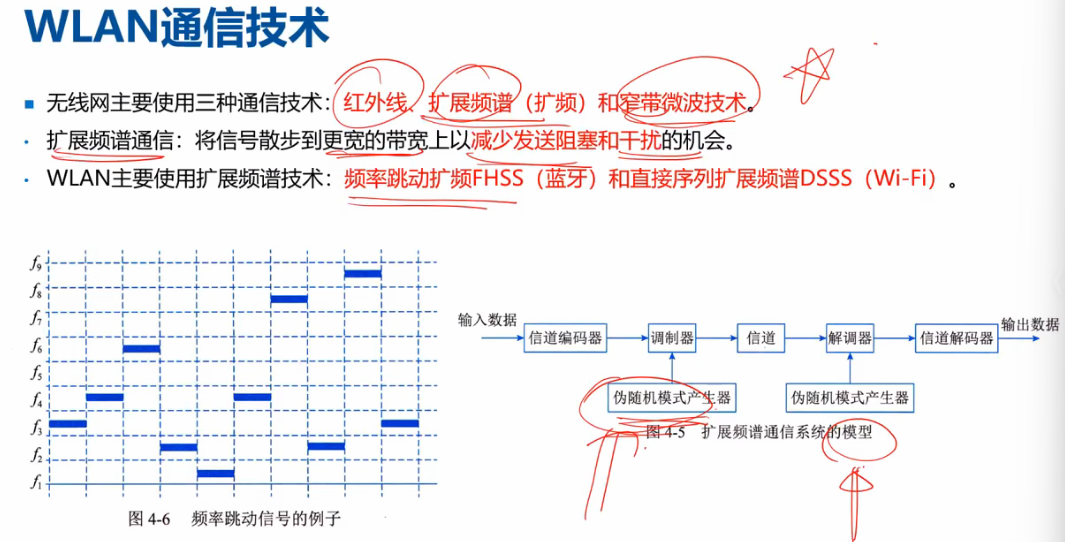 WLAN通信技术
无线网主要使用三种通信技术：红外线、扩展频谱（扩频）和窄带微波技术。
扩展频谱通信：将信号散步到更宽的带宽上以减少发送阻塞和干扰的机会。
WLAN主要使用扩展频谱技术：频率跳动扩频FHSS（蓝牙）和直接序列扩展频谱DSSS（Wi-Fi）。
f9
f8
f7
f6
f5
f4
f3
f2
f1
图 4-6 频率跳动信号的例子
输入数据
信道编码器
调制器
信道
解调器
信道解码器
输出数据
伪随机模式产生器
伪随机模式产生器
图 4-5 扩展频谱通信系统的模型